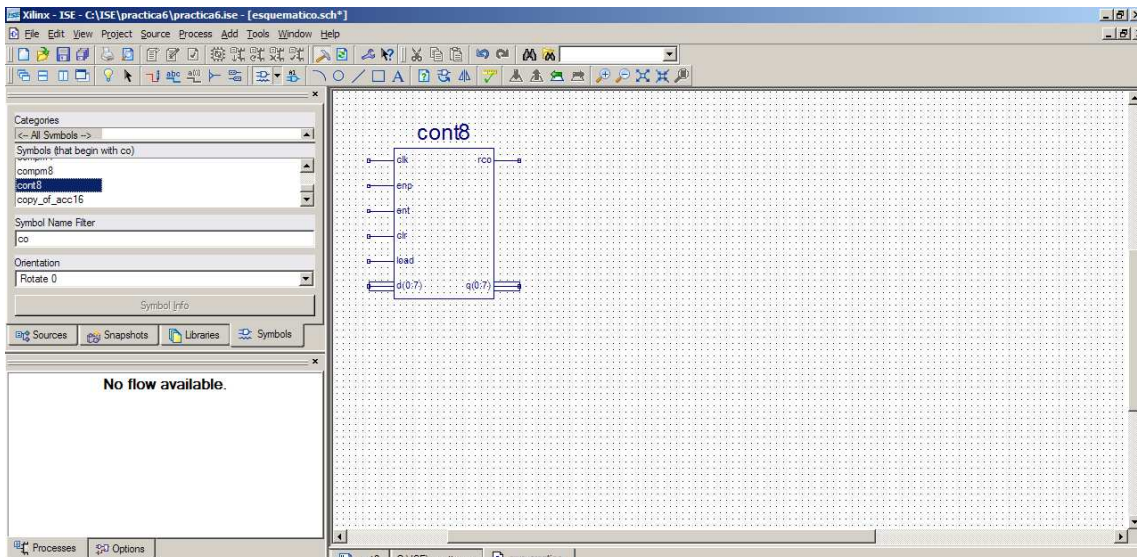 Xilinx - ISE - C:\ISE\practica6\practica6.ise - [esquematico.sch*]
File Edit View Project Source Process Add Tools Window Help
Categories
<-- All Symbols -->
Symbols (that begin with co)
compm8
cont8
copy_of_acc16
Symbol Name Filter
co
Orientation
Rotate 0
Symbol Info
Sources Snapshots Libraries Symbols
No flow available.
Processes Options
cont8
clk rco
enp
ent
clr
load
d(0:7) q(0:7)